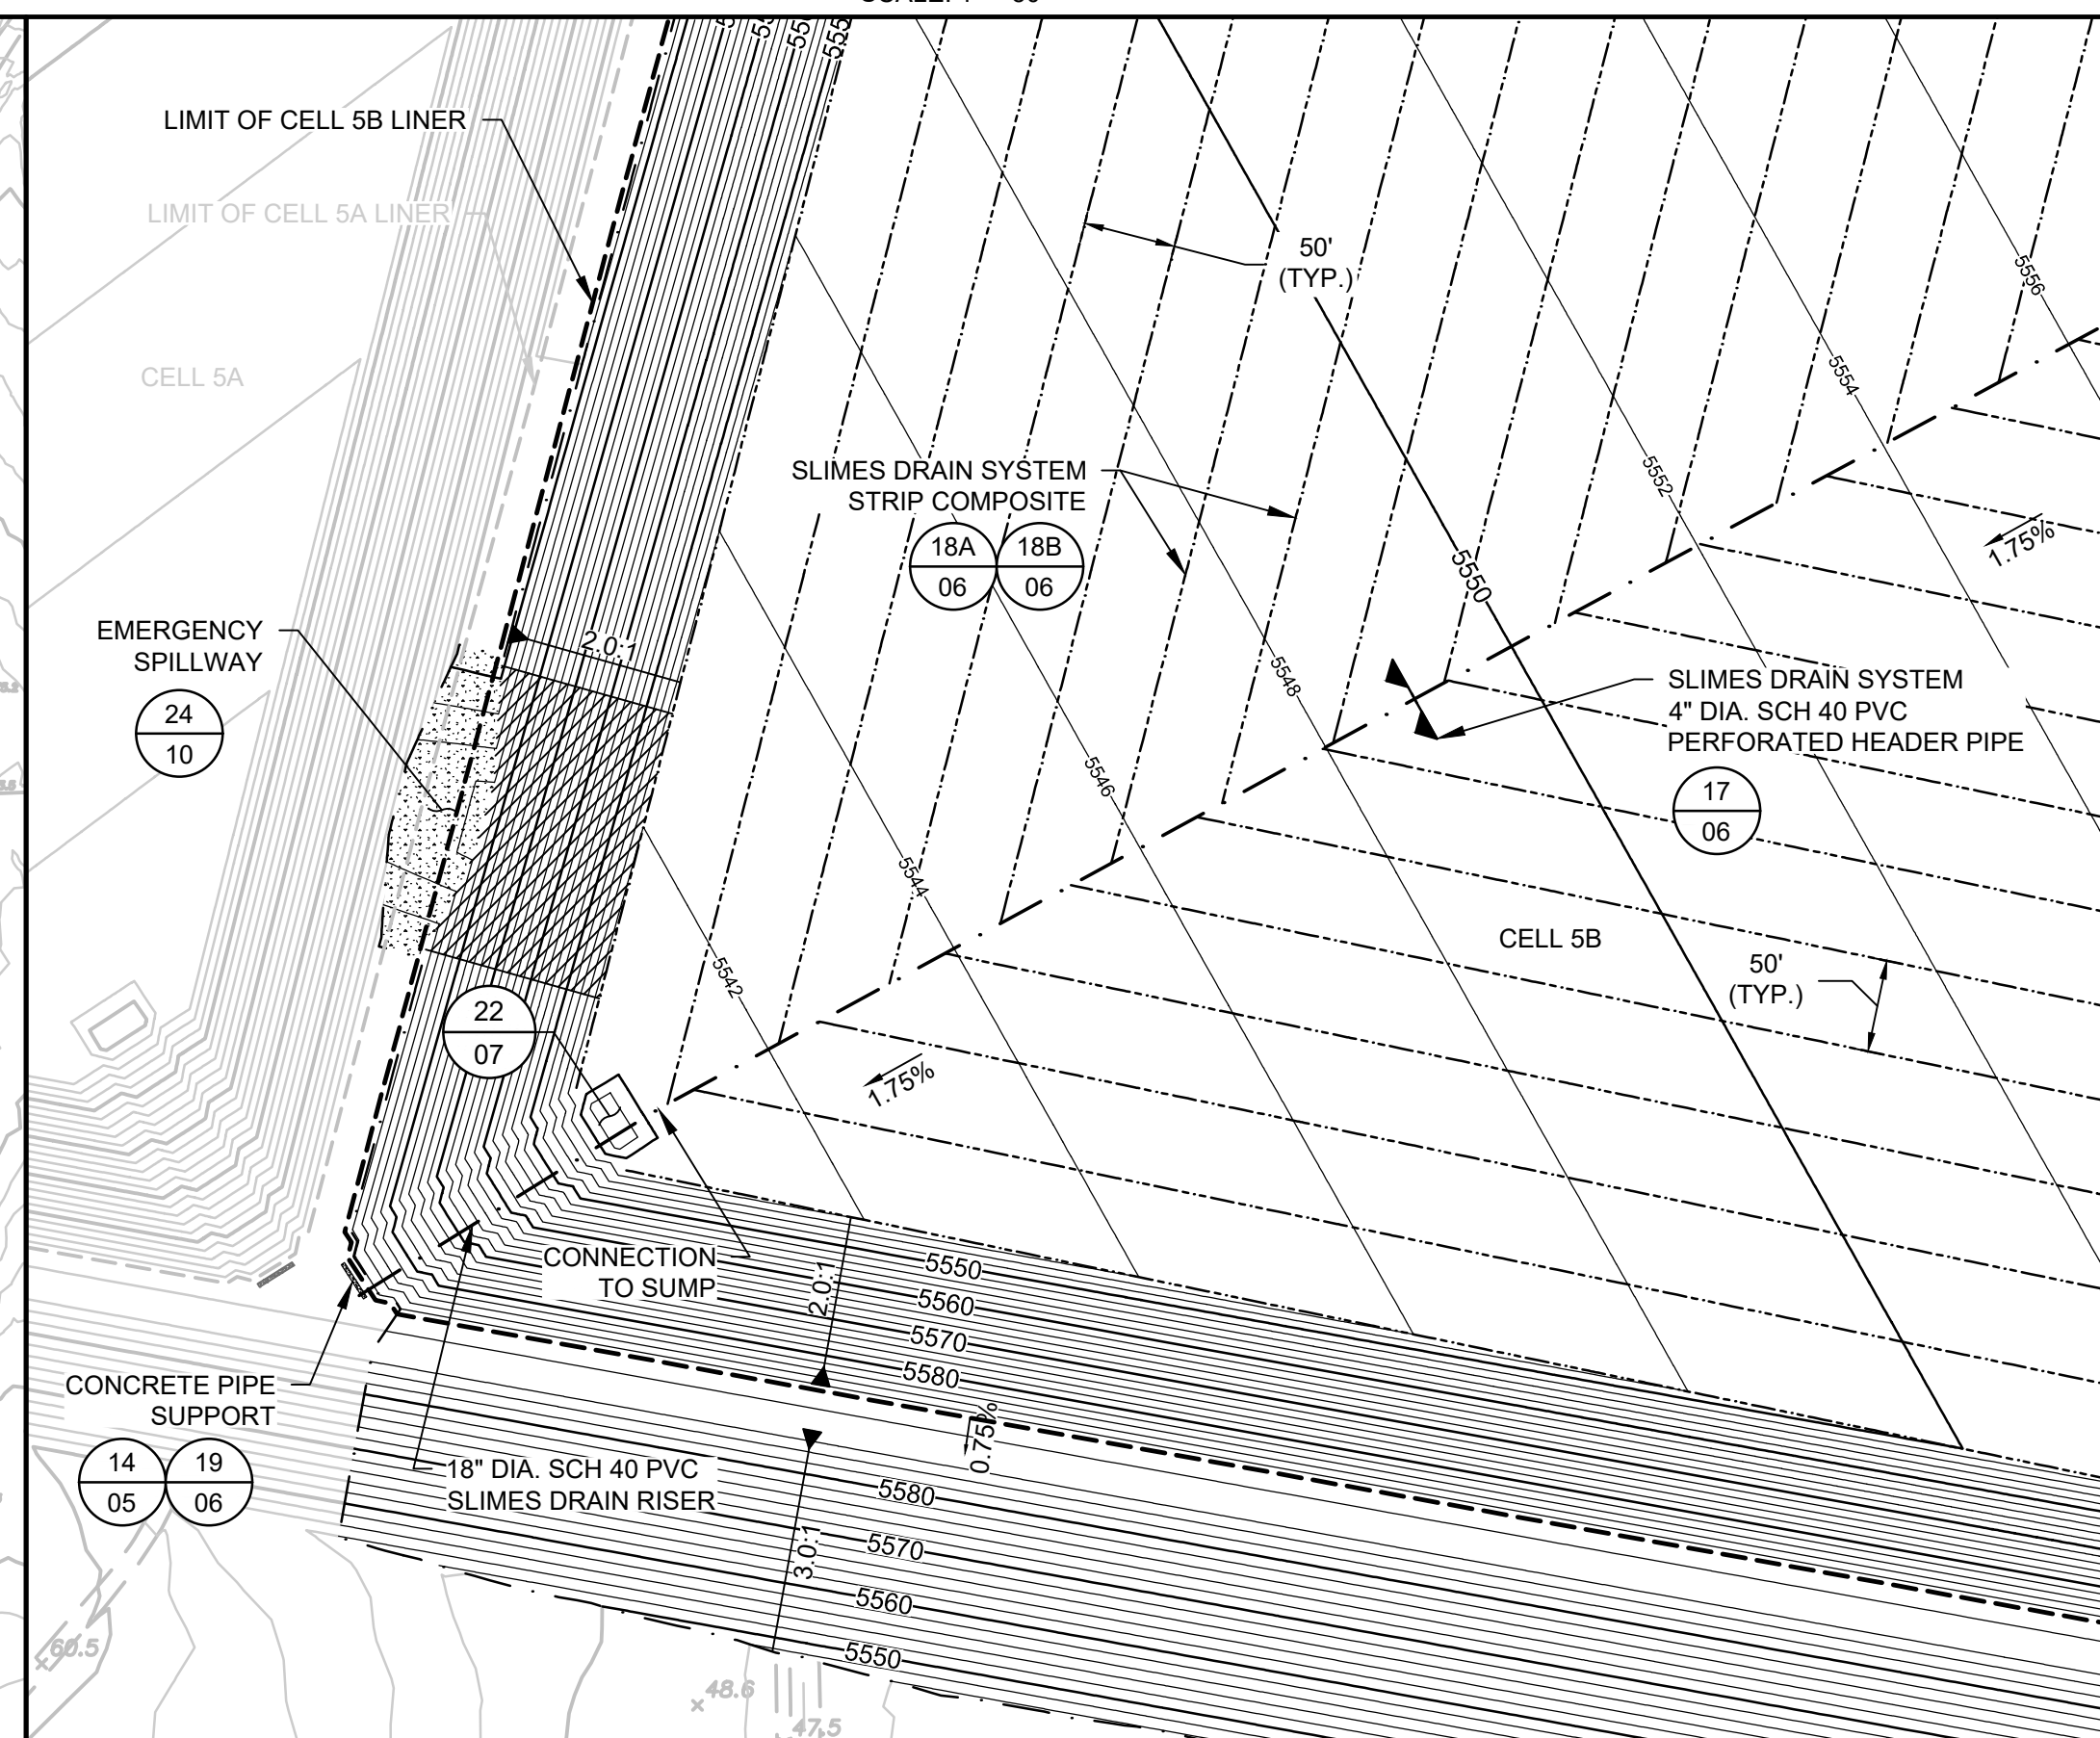 LIMIT OF CELL 5B LINER
LIMIT OF CELL 5A LINER
CELL 5A
50'
(TYP.)
5556
5554
5552
5550
5548
5546
5544
5542
SLIMES DRAIN SYSTEM
STRIP COMPOSITE
18A
06
18B
06
1.75%
EMERGENCY
SPILLWAY
24
10
2.0:1
SLIMES DRAIN SYSTEM
4" DIA. SCH 40 PVC
PERFORATED HEADER PIPE
17
06
CELL 5B
50'
(TYP.)
22
07
1.75%
CONNECTION
TO SUMP
2.0:1
5550
5560
5570
5580
CONCRETE PIPE
SUPPORT
14
05
19
06
18" DIA. SCH 40 PVC
SLIMES DRAIN RISER
0.75%
3.0:1
5580
5570
5560
5550
60.5
48.6
47.5